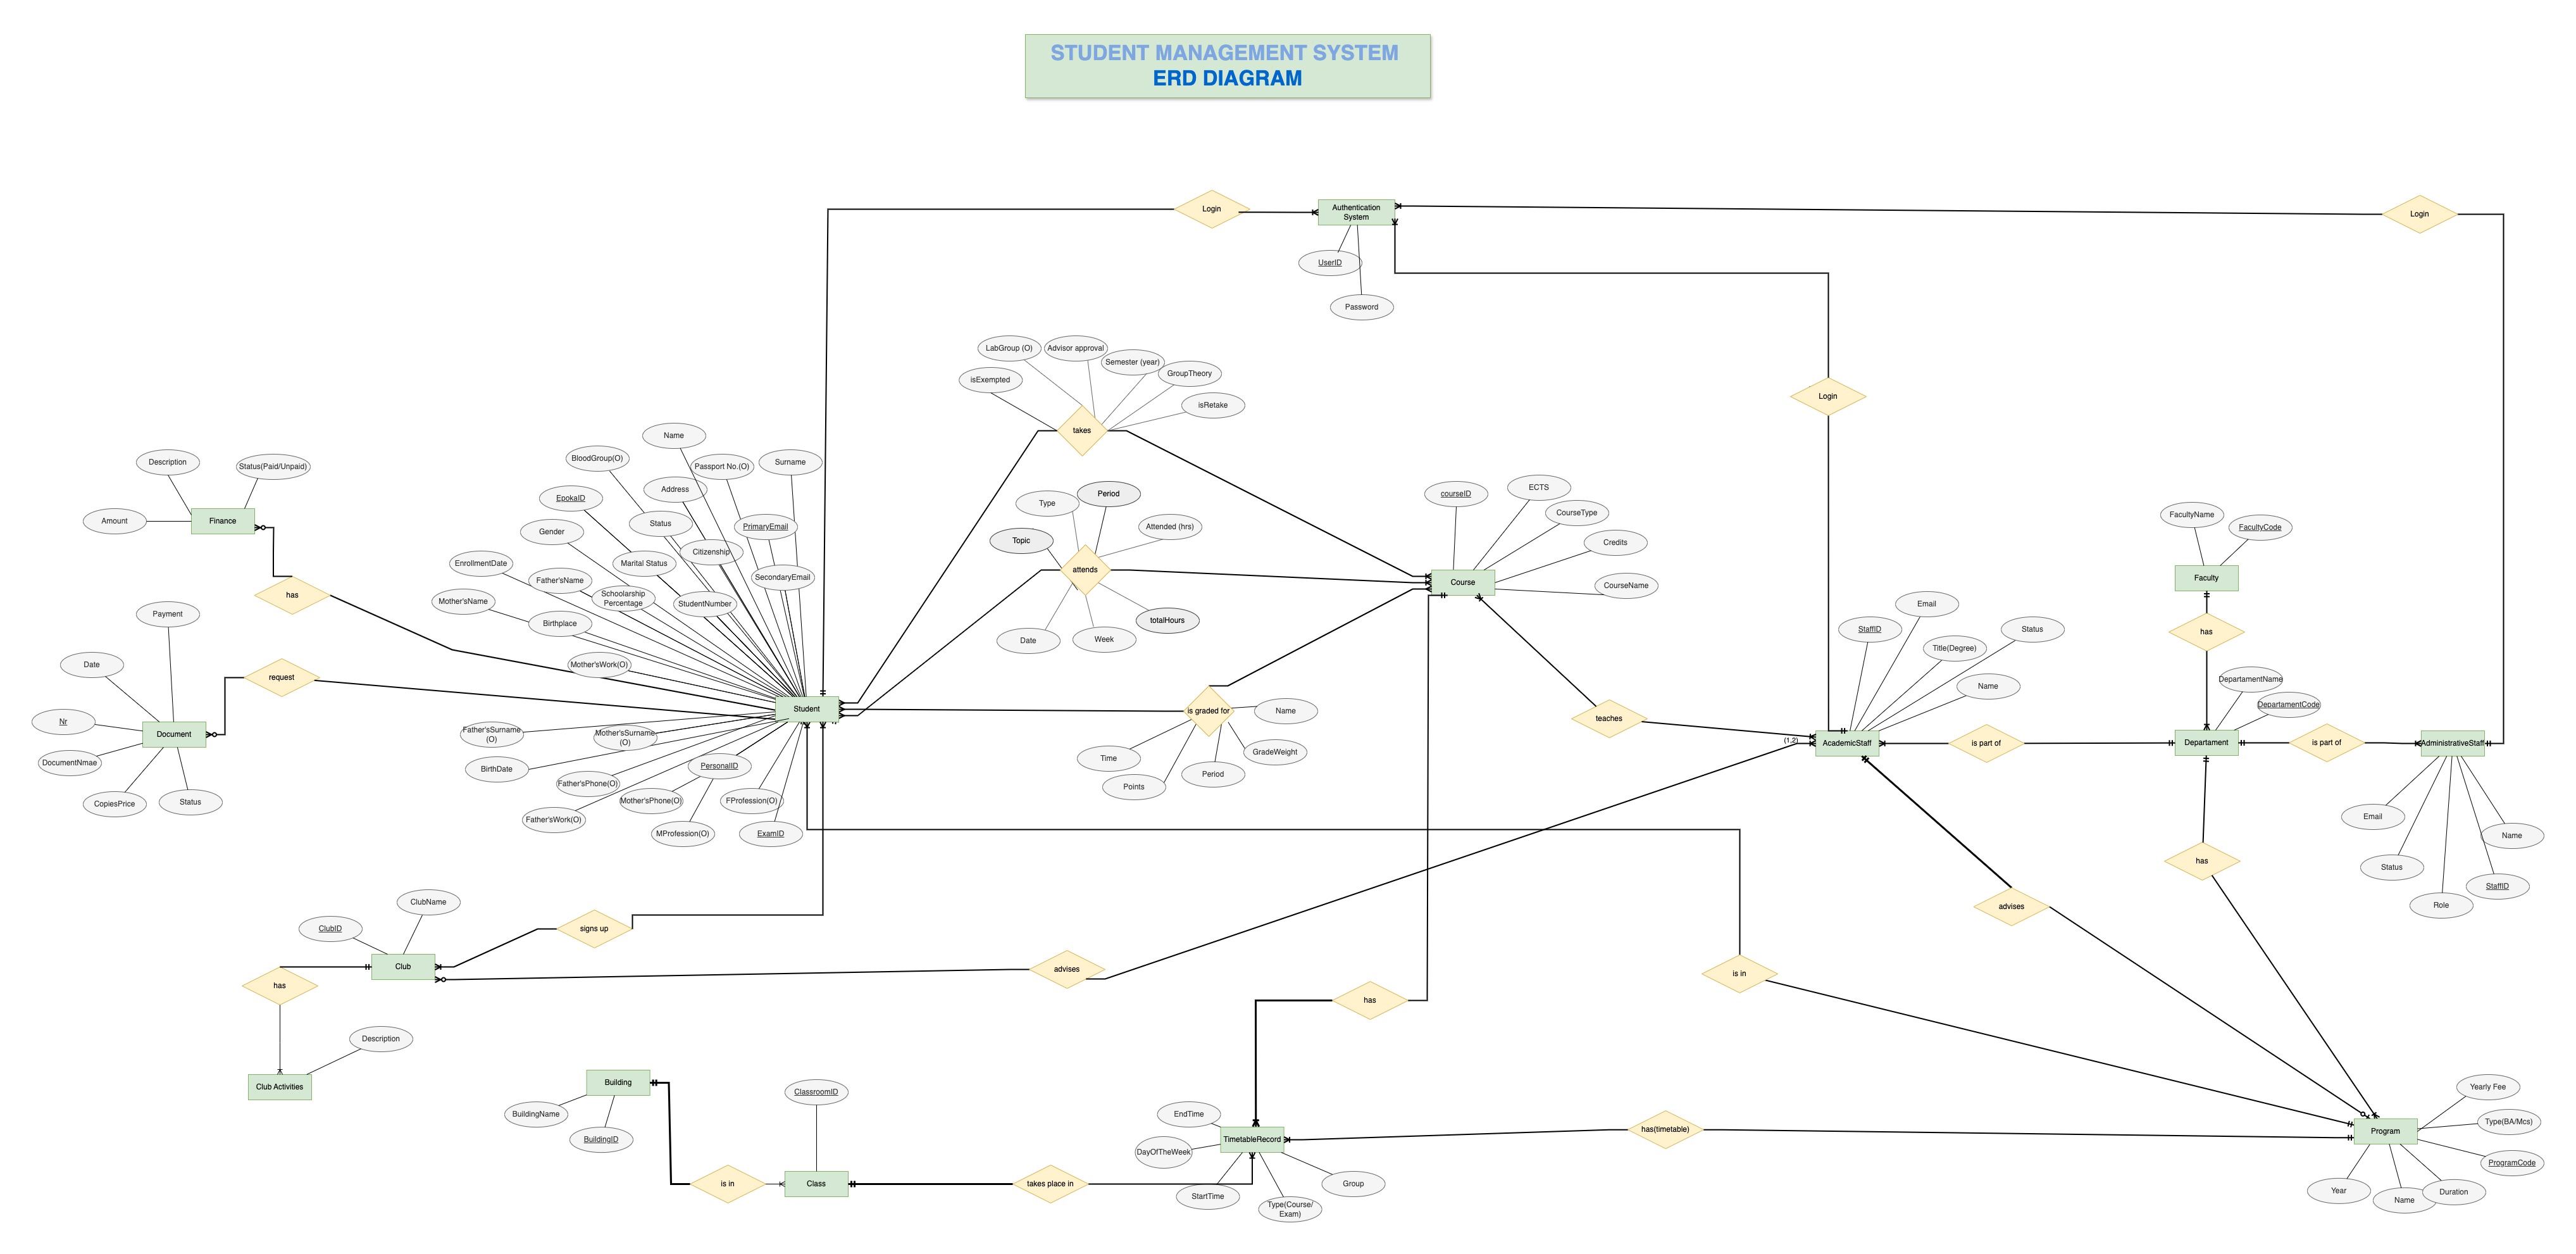 STUDENT MANAGEMENT SYSTEM
ERD DIAGRAM
Login
Authentication
System
Login
UserID
Password
LabGroup (O)
Advisor approval
Semester (year)
GroupTheory
isExempted
isRetake
takes
Login
Name
BloodGroup(O)
Passport No.(O)
Surname
Description
Status(Paid/Unpaid)
Address
EpokaID
Amount
Finance
Status
PrimaryEmail
Gender
Citizenship
EnrollmentDate
Marital Status
Father'sName
SecondaryEmail
Mother'sName
Schoolarship
Percentage
StudentNumber
Birthplace
Mother'sWork(O)
has
Type
Period
Attended (hrs)
Topic
attends
totalHours
Date
Week
courseID
ECTS
CourseType
Credits
CourseName
Course
FacultyName
FacultyCode
Faculty
has
Payment
Date
request
Nr
Document
DocumentNmae
CopiesPrice
Status
Student
Father'sSurname
(O)
Mother'sSurname
(O)
BirthDate
PersonalID
Father'sPhone(O)
Mother'sPhone(O)
FProfession(O)
Father'sWork(O)
MProfession(O)
ExamID
is graded for
Name
GradeWeight
Time
Period
Points
teaches
StaffID
Email
Status
Title(Degree)
Name
(1,2)
AcademicStaff
is part of
DepartamentName
DepartamentCode
Departament
is part of
AdministrativeStaff
Email
Name
Status
StaffID
Role
has
advises
ClubName
ClubID
signs up
Club
advises
is in
has
has
Description
Club Activities
Building
BuildingName
BuildingID
ClassroomID
is in
Class
takes place in
EndTime
TimetableRecord
DayOfTheWeek
StartTime
Type(Course/
Exam)
Group
has(timetable)
Yearly Fee
Type(BA/Mcs)
Program
ProgramCode
Year
Name
Duration